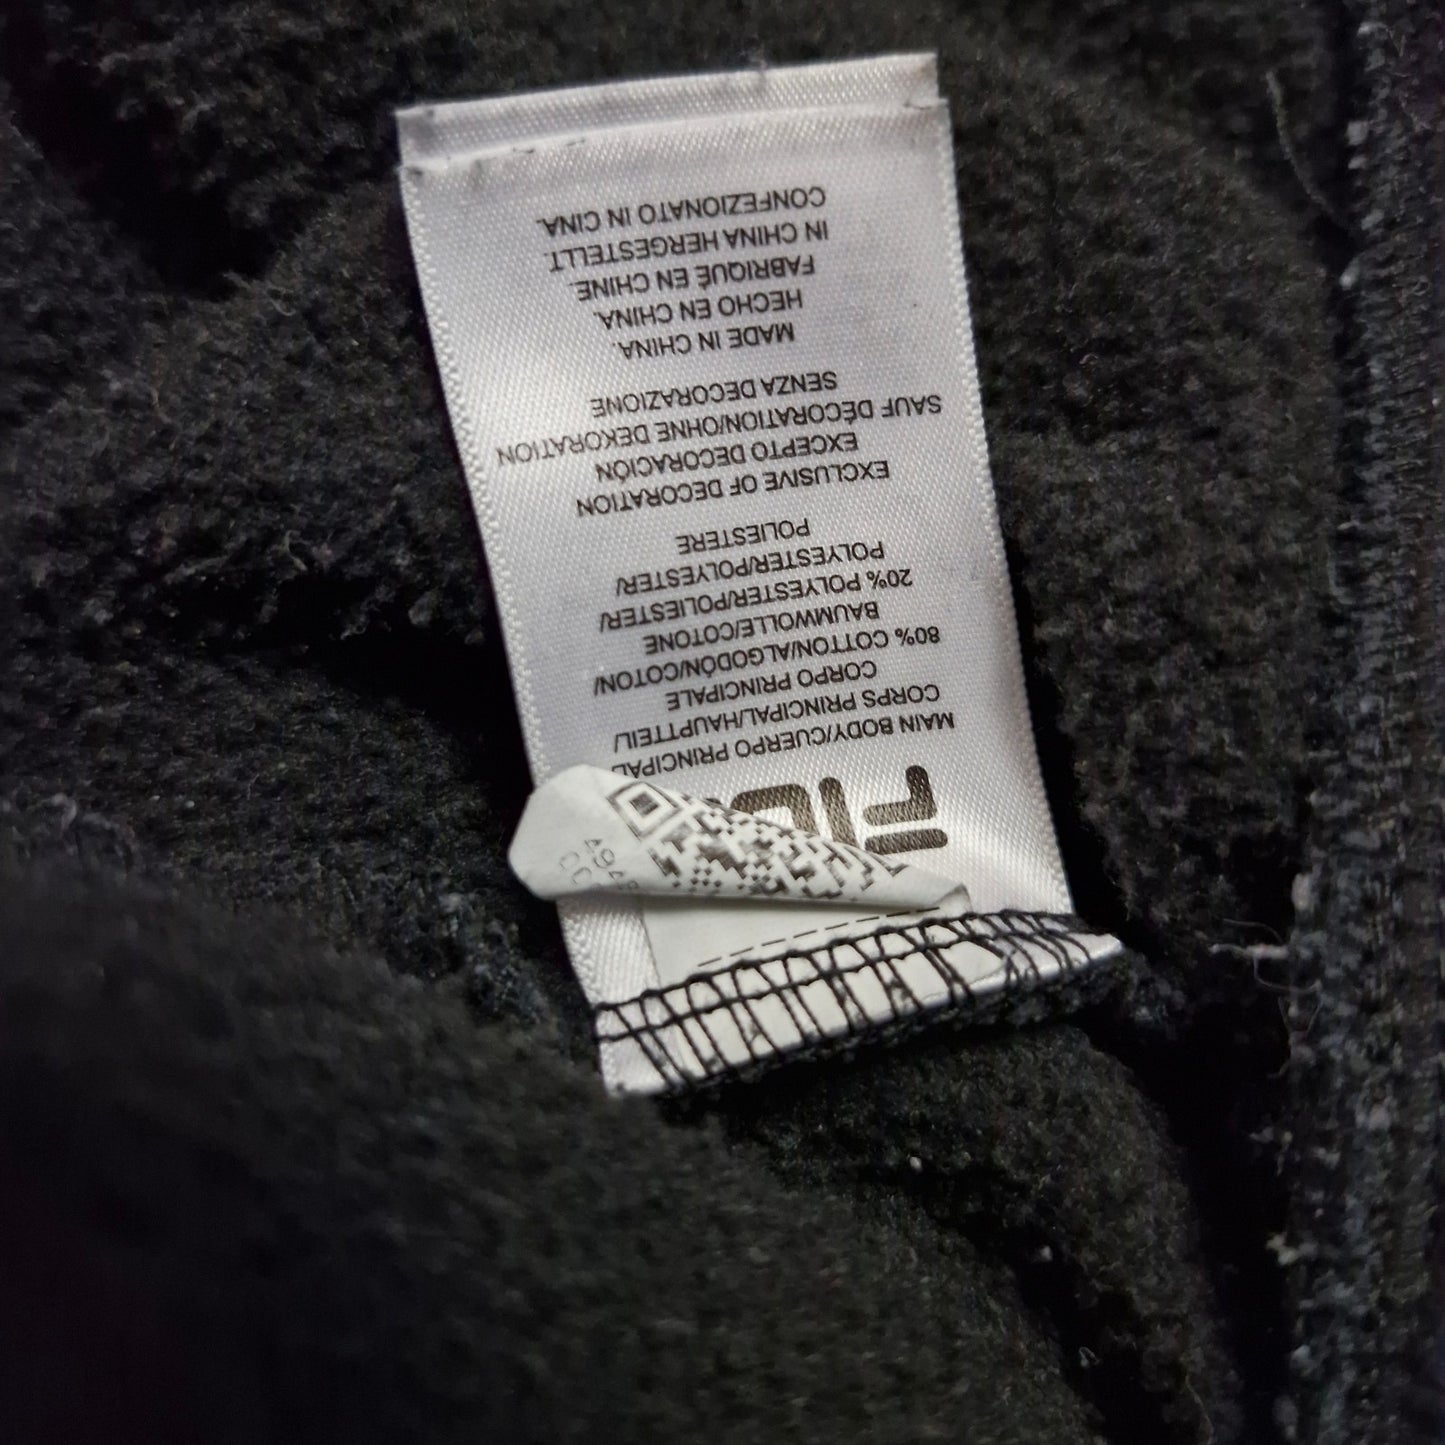 MAIN BODY/CUERPO PRINCIPAL
CORPS PRINCIPAL/HAUPTTEIL/
CORPO PRINCIPALE
80% COTTON/ALGODÓN/COTON/
BAUMWOLLE/COTONE
20% POLYESTER/POLIESTER/
POLYESTER/POLYESTER/
POLIESTERE
EXCLUSIVE OF DECORATION
EXCEPTO DECORACIÓN
SAUF DÉCORATION/OHNE DEKORATION
SENZA DECORAZIONE
MADE IN CHINA.
HECHO EN CHINA.
FABRIQUÉ EN CHINE.
IN CHINA HERGESTELLT.
CONFEZIONATO IN CINA.